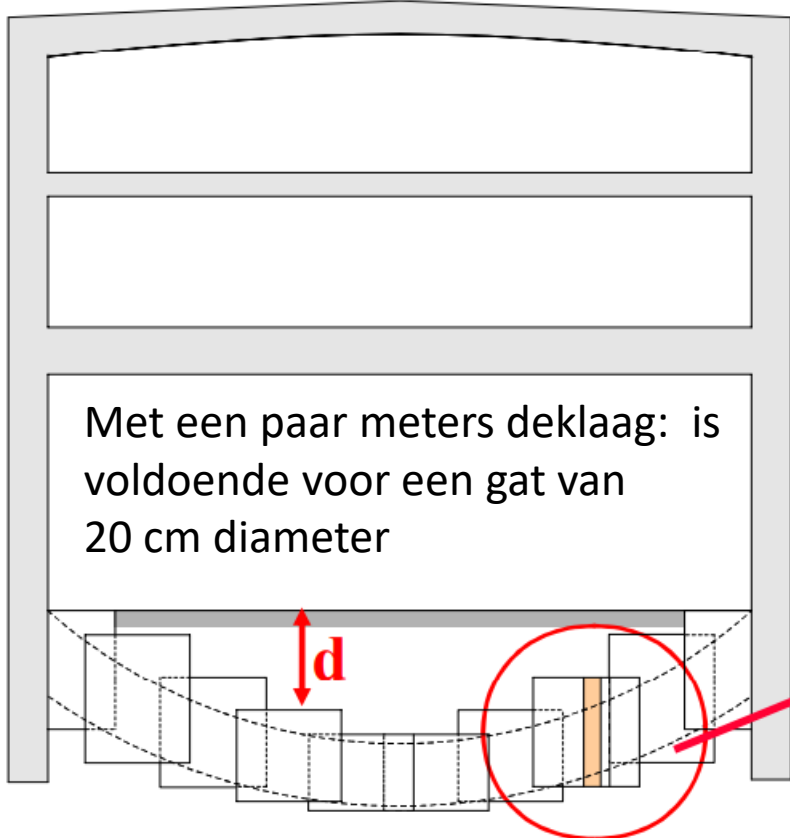 Met een paar meters deklaag: is
voldoende voor een gat van
20 cm diameter
d